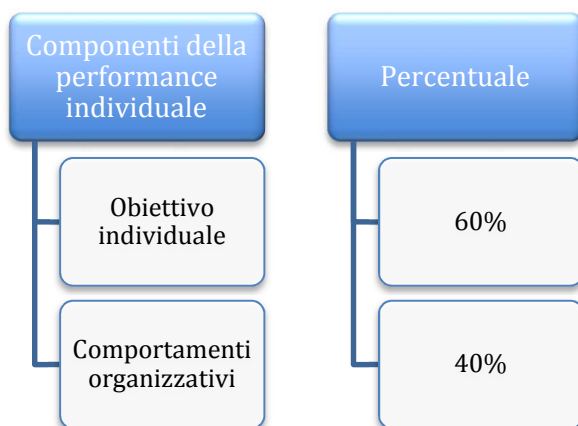 Componenti della
performance
individuale
Percentuale
Obiettivo
individuale
60%
Comportamenti
organizzativi
40%